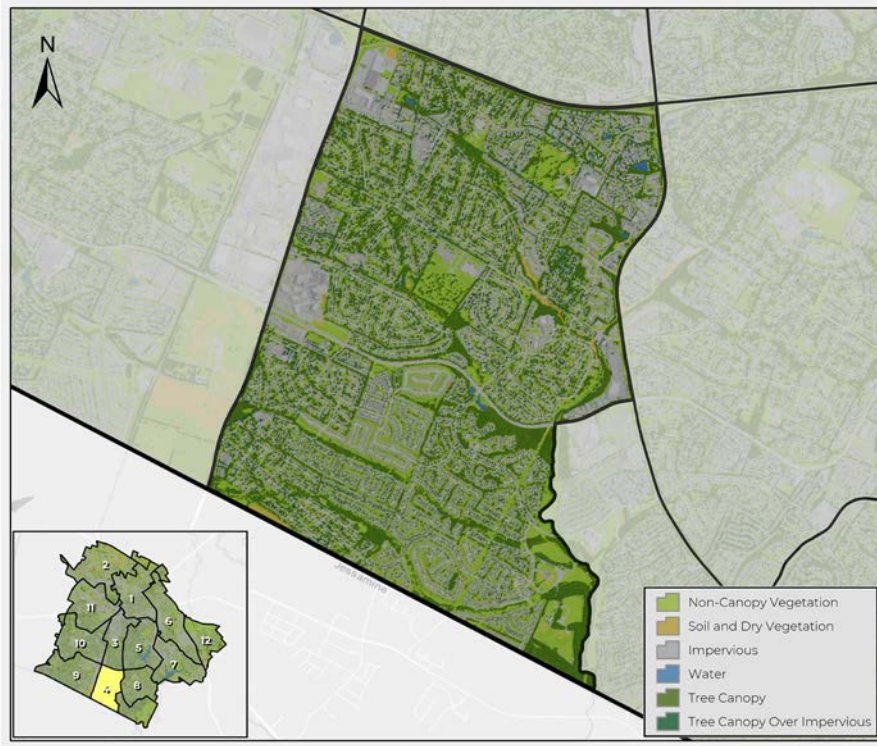 N
Jessamine
2
1
11
6
10
3
5
12
9
4
8
7
Non-Canopy Vegetation
Soil and Dry Vegetation
Impervious
Water
Tree Canopy
Tree Canopy Over Impervious